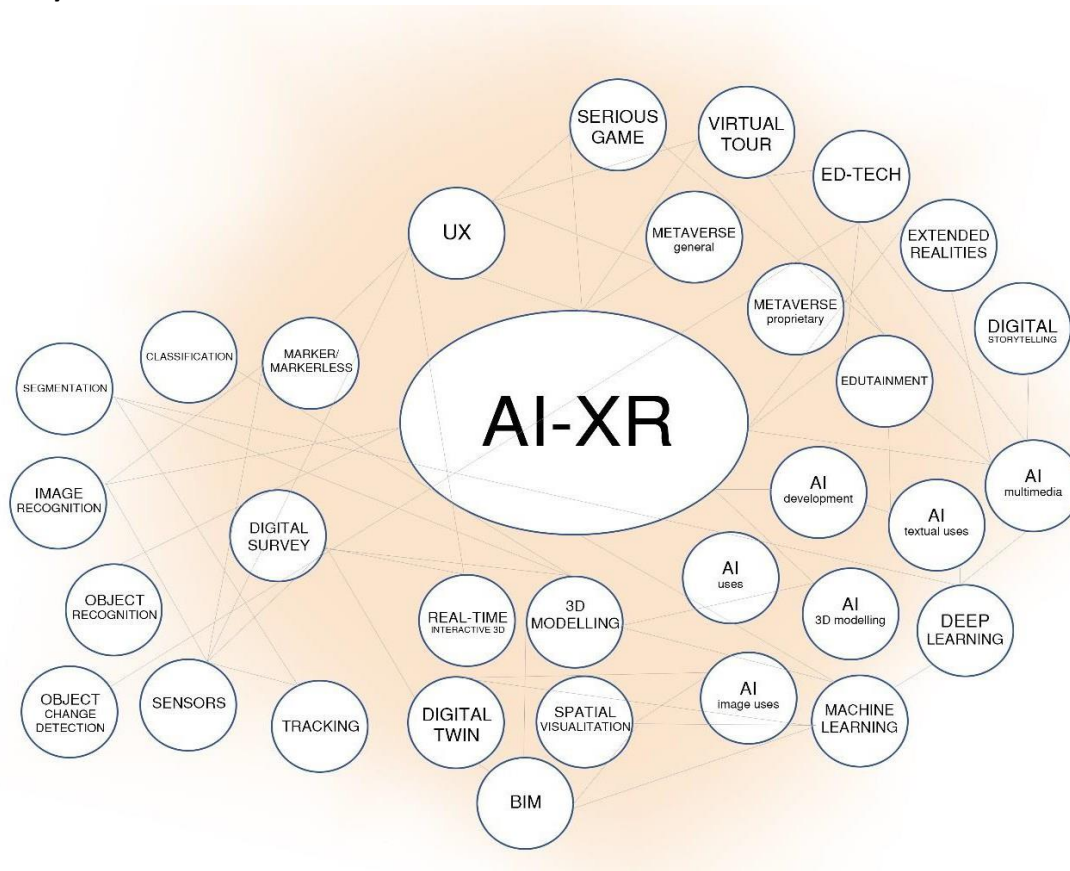 SERIOUS
GAME
VIRTUAL
TOUR
ED-TECH
UX
METAVERSE
general
EXTENDED
REALITIES
METAVERSE
proprietary
DIGITAL
STORYTELLING
CLASSIFICATION
MARKER/
MARKERLESS
SEGMENTATION
EDUTAINMENT
AI-XR
IMAGE
RECOGNITION
DIGITAL
SURVEY
AI
development
AI
textual uses
AI
multimedia
OBJECT
RECOGNITION
REAL-TIME
INTERACTIVE 3D
3D
MODELLING
AI
uses
AI
3D modelling
DEEP
LEARNING
OBJECT
CHANGE
DETECTION
SENSORS
TRACKING
DIGITAL
TWIN
SPATIAL
VISUALITATION
AI
image uses
MACHINE
LEARNING
BIM